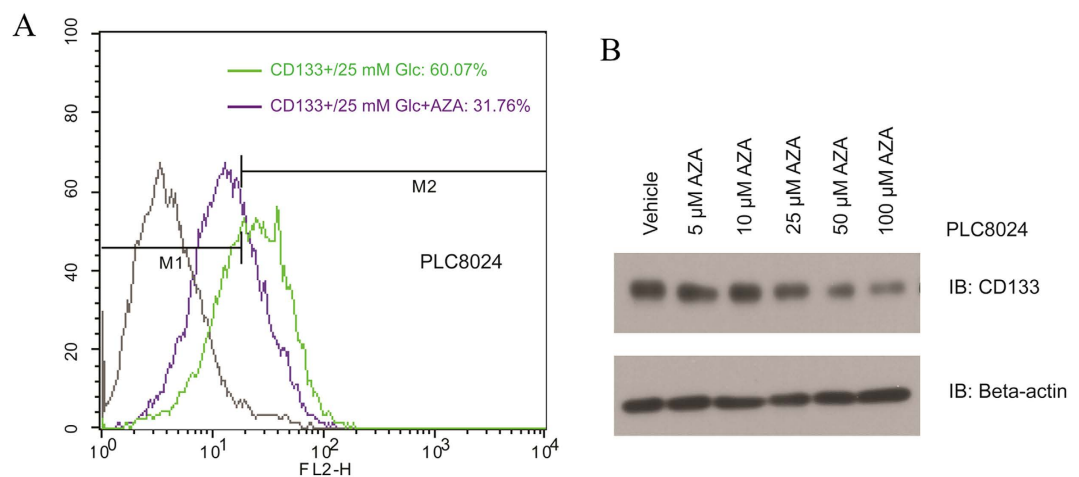 A
100
80
60
40
20
0
CD133+/25 mM Glc: 60.07%
CD133+/25 mM Glc+AZA: 31.76%
M2
M1
PLC8024
10^0 10^1 10^2 10^3 10^4
FL2-H
B
Vehicle
5 µM AZA
10 µM AZA
25 µM AZA
50 µM AZA
100 µM AZA
PLC8024
IB: CD133
IB: Beta-actin